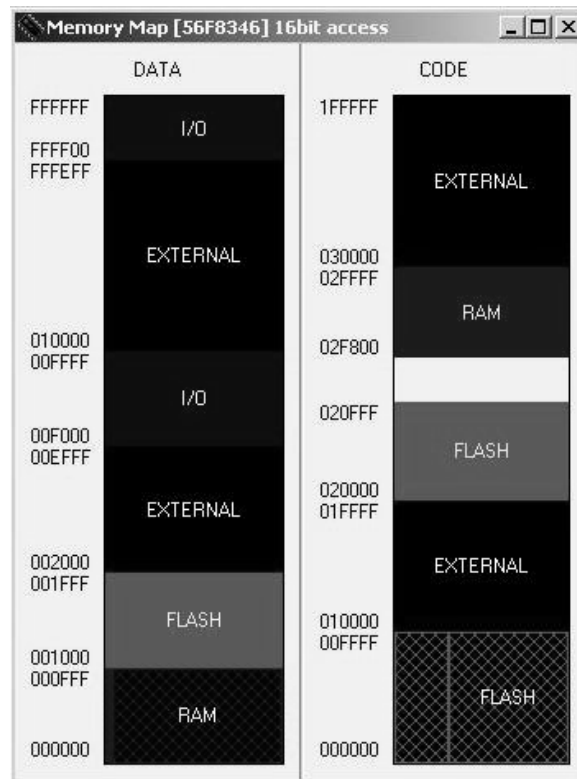 Memory Map [56F8346] 16bit access
DATA
FFFFFF
I/O
FFFF00
FFFEFF
EXTERNAL
010000
00FFFF
I/O
00F000
00EFFF
EXTERNAL
002000
001FFF
FLASH
001000
000FFF
RAM
000000
CODE
1FFFFF
EXTERNAL
030000
02FFFF
RAM
02F800
020FFF
FLASH
020000
01FFFF
EXTERNAL
010000
00FFFF
FLASH
000000